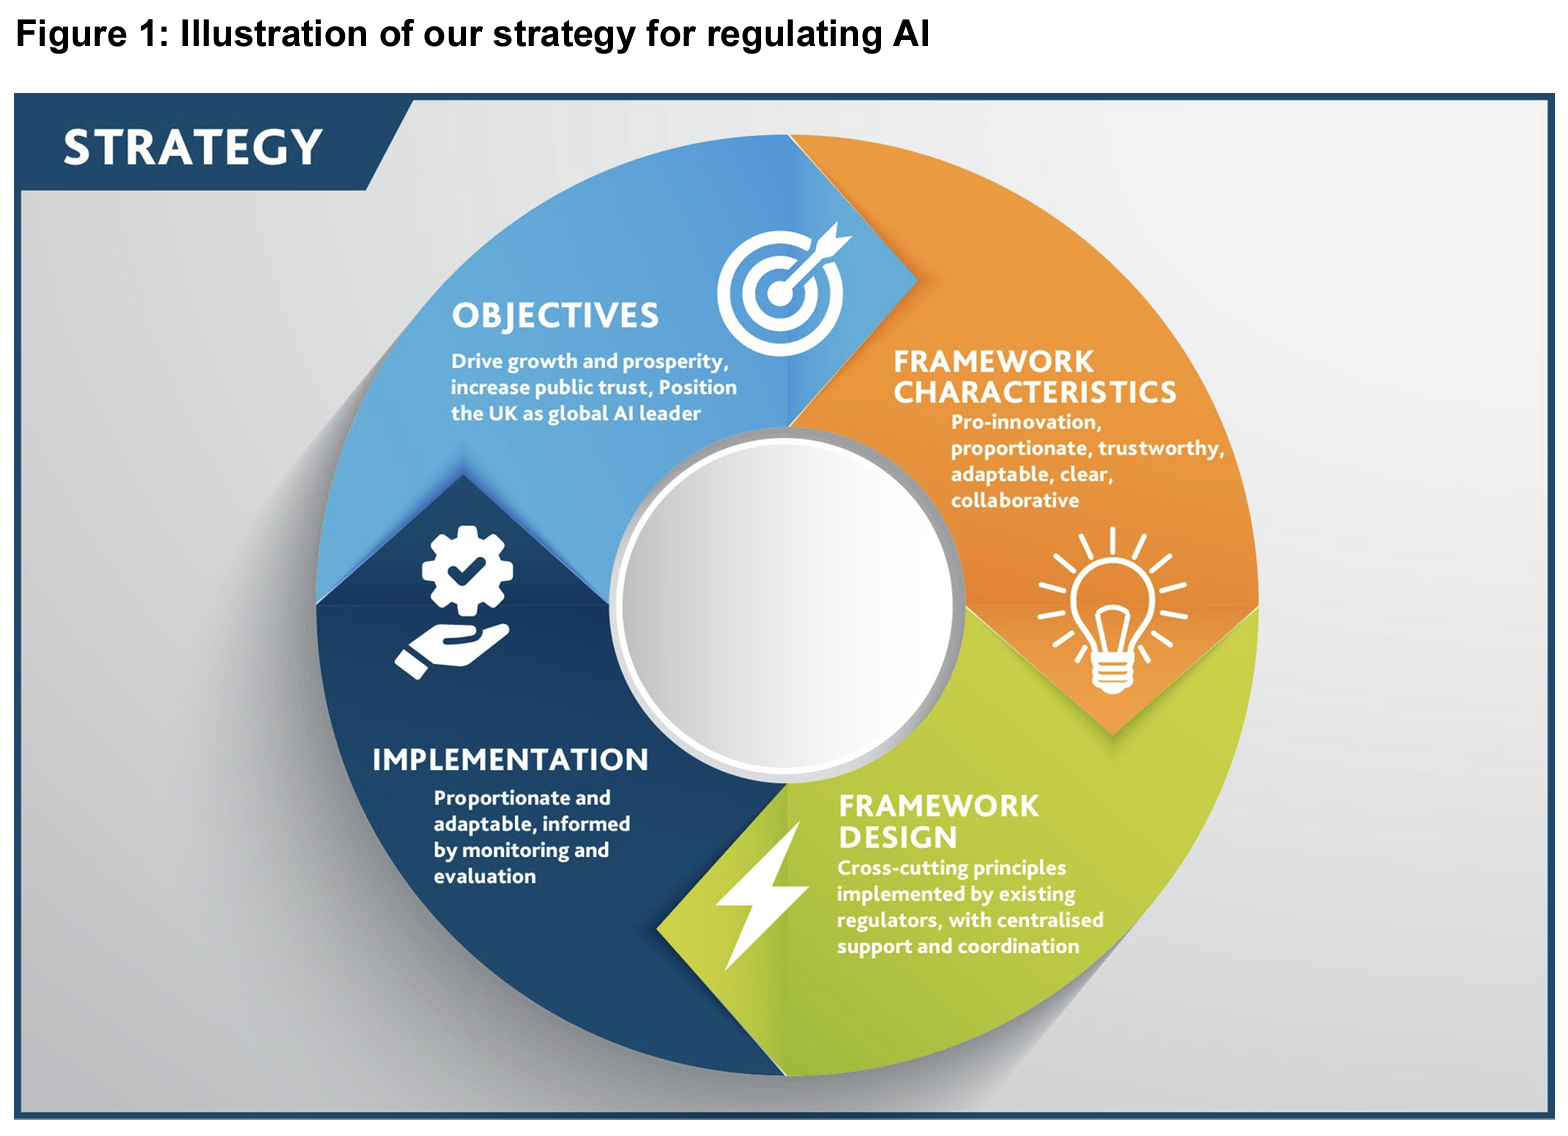 Figure 1: Illustration of our strategy for regulating AI
STRATEGY
OBJECTIVES
Drive growth and prosperity,
increase public trust, Position
the UK as global AI leader
FRAMEWORK
CHARACTERISTICS
Pro-innovation,
proportionate, trustworthy,
adaptable, clear,
collaborative
FRAMEWORK
DESIGN
Cross-cutting principles
implemented by existing
regulators, with centralised
support and coordination
IMPLEMENTATION
Proportionate and
adaptable, informed
by monitoring and
evaluation